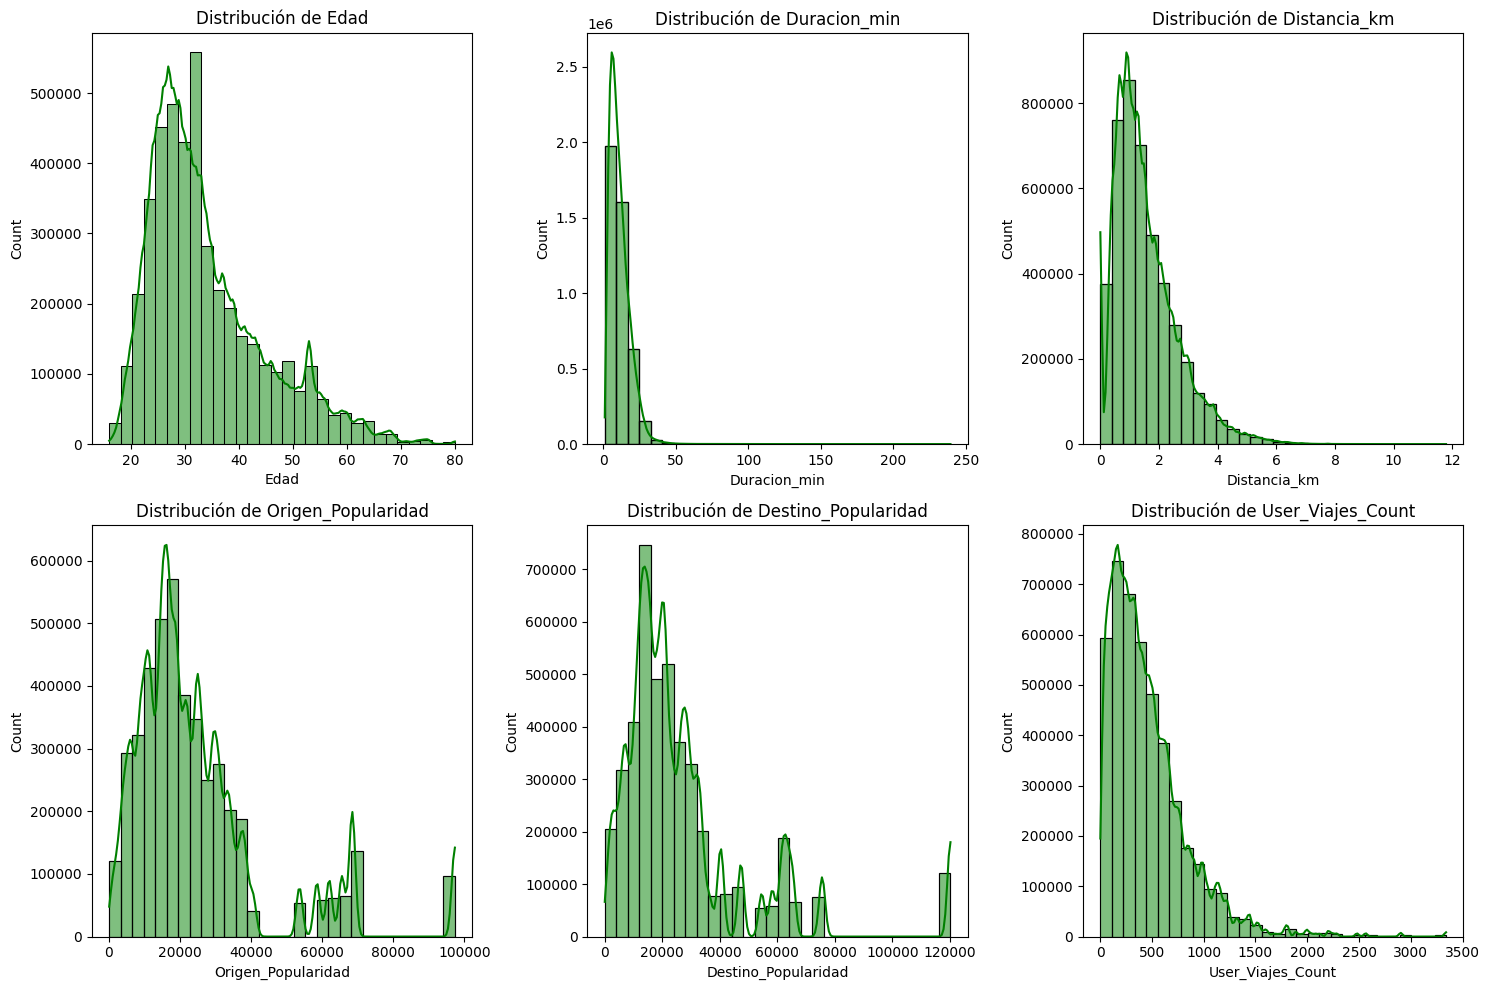 Distribución de Edad
500000
400000
300000
200000
100000
0
Count
20 30 40 50 60 70 80
Edad
Distribución de Duracion_min
1e6
2.5
2.0
1.5
1.0
0.5
0.0
Count
0 50 100 150 200 250
Duracion_min
Distribución de Distancia_km
800000
600000
400000
200000
0
Count
0 2 4 6 8 10 12
Distancia_km
Distribución de Origen_Popularidad
600000
500000
400000
300000
200000
100000
0
Count
0 20000 40000 60000 80000 100000
Origen_Popularidad
Distribución de Destino_Popularidad
700000
600000
500000
400000
300000
200000
100000
0
Count
0 20000 40000 60000 80000 100000 120000
Destino_Popularidad
Distribución de User_Viajes_Count
800000
700000
600000
500000
400000
300000
200000
100000
0
Count
0 500 1000 1500 2000 2500 3000 3500
User_Viajes_Count